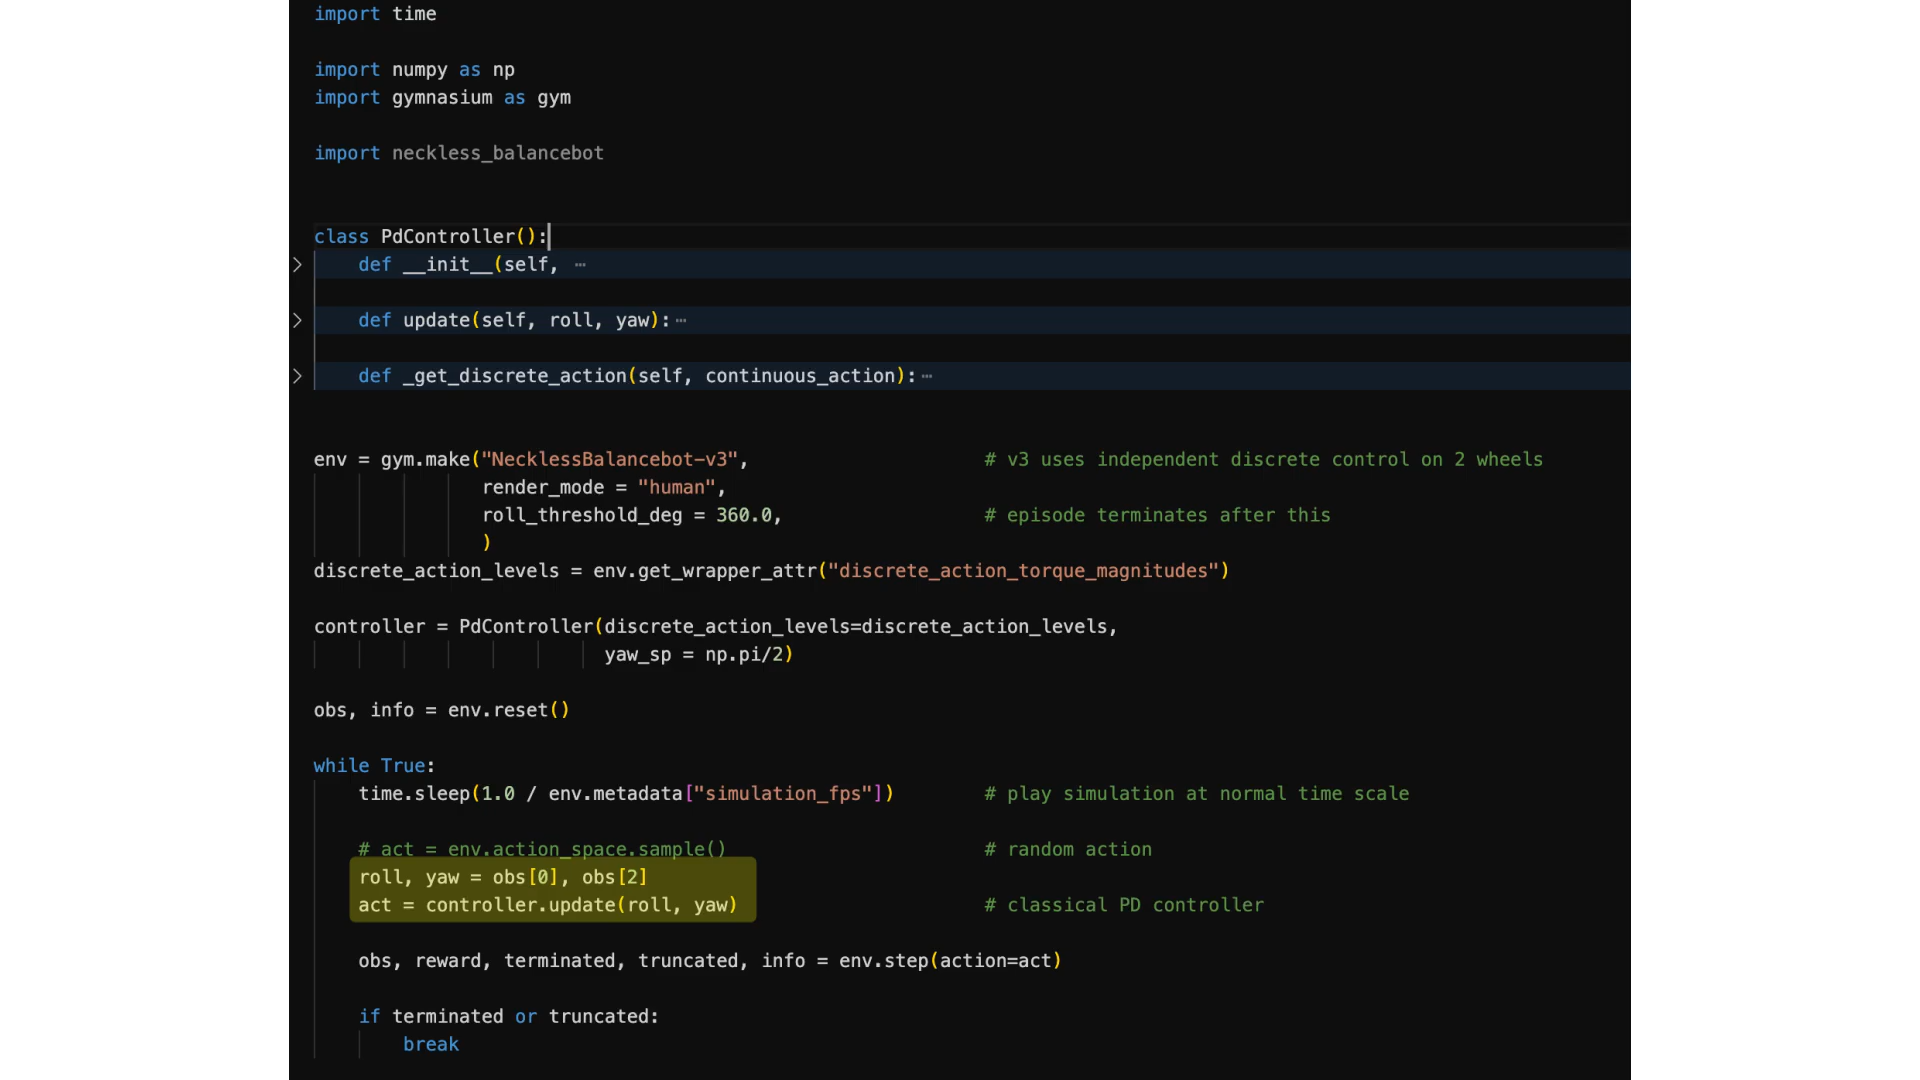 import time
import numpy as np
import gymnasium as gym
import neckless_balancebot
class PdController():
def __init__(self, ⋯
def update(self, roll, yaw):⋯
def _get_discrete_action(self, continuous_action):⋯
env = gym.make("NecklessBalancebot-v3", # v3 uses independent discrete control on 2 wheels
render_mode = "human",
roll_threshold_deg = 360.0, # episode terminates after this
)
discrete_action_levels = env.get_wrapper_attr("discrete_action_torque_magnitudes")
controller = PdController(discrete_action_levels=discrete_action_levels,
yaw_sp = np.pi/2)
obs, info = env.reset()
while True:
time.sleep(1.0 / env.metadata["simulation_fps"]) # play simulation at normal time scale
# act = env.action_space.sample() # random action
roll, yaw = obs[0], obs[2]
act = controller.update(roll, yaw) # classical PD controller
obs, reward, terminated, truncated, info = env.step(action=act)
if terminated or truncated:
break